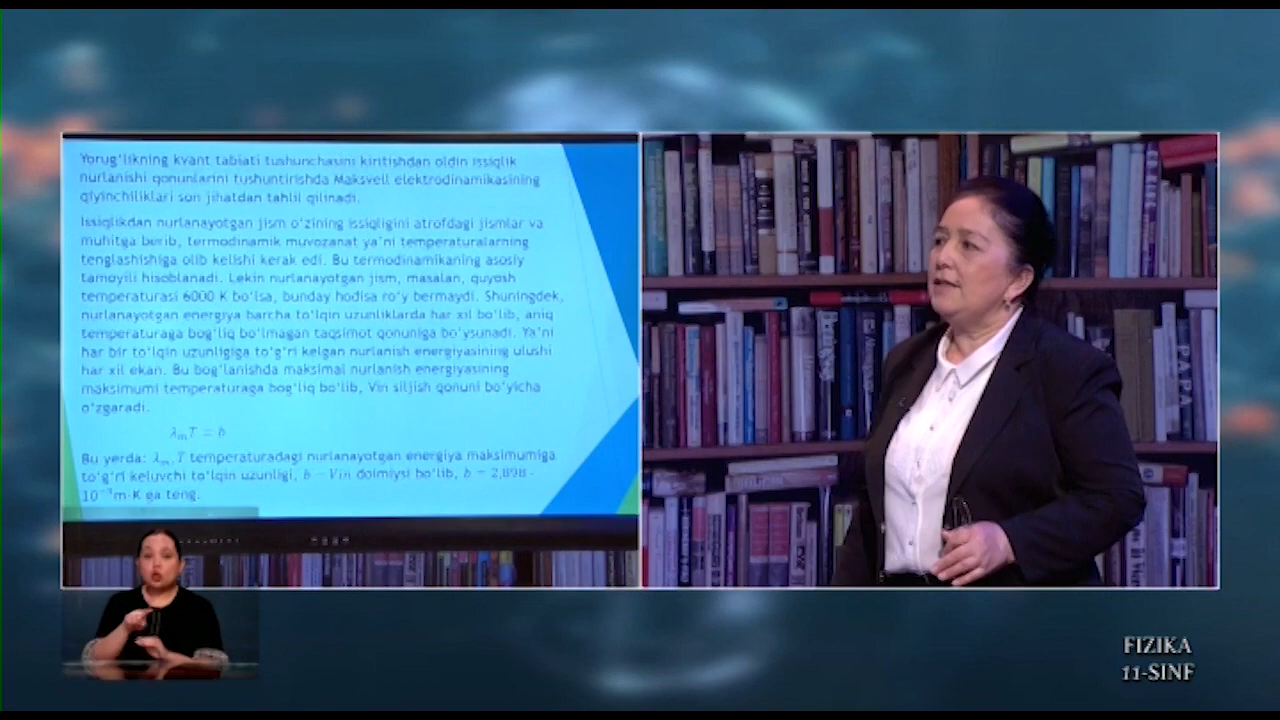 Yorug‘likning kvant tabiati tushunchasini kiritishdan oldin issiqlik
nurlanishi qonunlarini tushuntirishda Maksvell elektrodinamikasining
qiyinchiliklari son jihatdan tahlil qilinadi.
Issiqlikdan nurlanayotgan jism o‘zining issiqligini atrofdagi jismlar va
muhitga berib, termodinamik muvozanat ya’ni temperaturalarning
tenglashishiga olib kelishi kerak edi. Bu termodinamikaning asosiy
tamoyili hisoblanadi. Lekin nurlanayotgan jism, masalan, quyosh
temperaturasi 6000 K bo‘lsa, bunday hodisa ro‘y bermaydi. Shuningdek,
nurlanayotgan energiya barcha to‘lqin uzunliklarda har xil bo‘lib, aniq
temperaturaga bog‘liq bo‘lmagan taqsimot qonuniga bo‘ysunadi. Ya’ni
har bir to‘lqin uzunligiga to‘g‘ri kelgan nurlanish energiyasining ulushi
har xil ekan. Bu bog‘lanishda maksimal nurlanish energiyasining
maksimumi temperaturaga bog‘liq bo‘lib, Vin siljish qonuni bo‘yicha
o‘zgaradi.
λₘT = b
Bu yerda: λₘ T temperaturadagi nurlanayotgan energiya maksimumiga
to‘g‘ri keluvchi to‘lqin uzunligi, b − Vin doimiysi bo‘lib, b = 2,898 ·
10⁻³m·K ga teng.
PAPA
FIZIKA
11-SINF